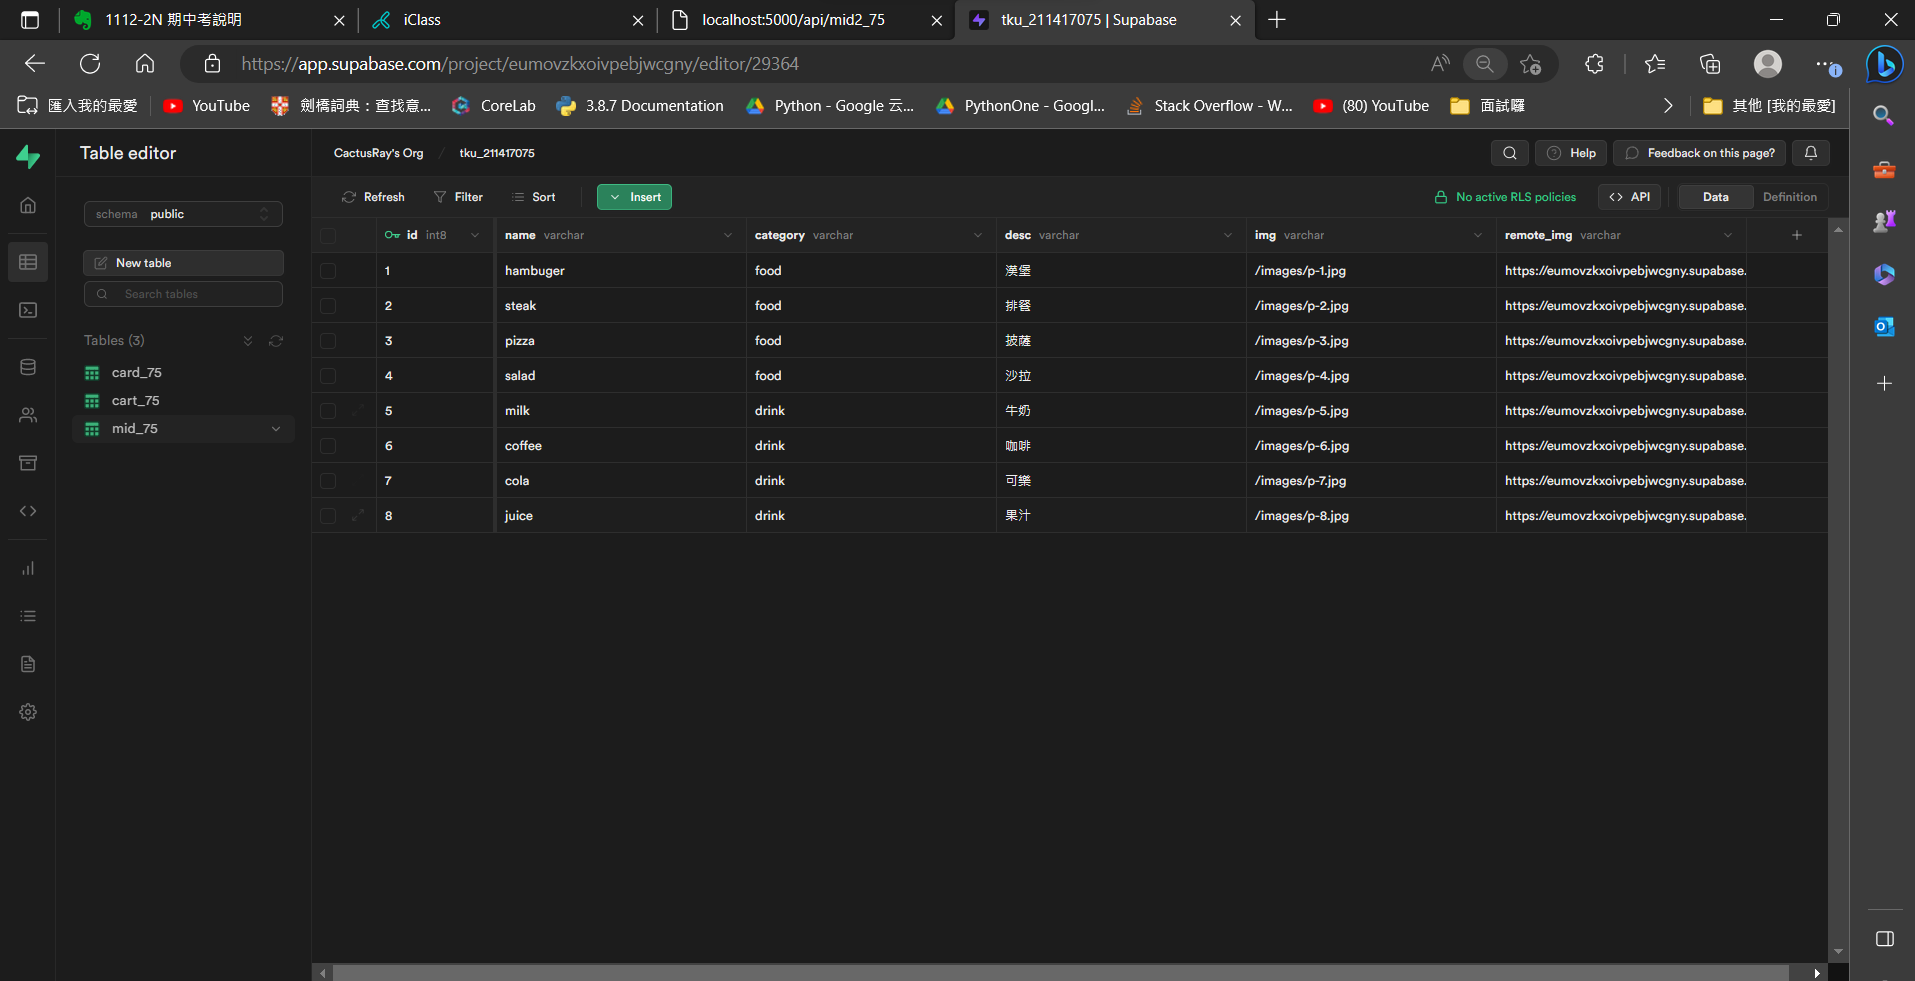 1112-2N 期中考說明
iClass
localhost:5000/api/mid2_75
tku_211417075 | Supabase
https://app.supabase.com/project/eumovzkxoivpebjwcgny/editor/29364
匯入我的最愛
YouTube
劍橋詞典：查找意...
CoreLab
3.8.7 Documentation
Python - Google 云...
PythonOne - Googl...
Stack Overflow - W...
(80) YouTube
面試囉
其他 [我的最愛]
Table editor
CactusRay's Org / tku_211417075
Help
Feedback on this page?
schema public
Refresh
Filter
Sort
Insert
No active RLS policies
API
Data
Definition
New table
Search tables
Tables (3)
card_75
cart_75
mid_75
id int8 name varchar category varchar desc varchar img varchar remote_img varchar
1 hambuger food 漢堡 /images/p-1.jpg https://eumovzkxoivpebjwcgny.supabase.
2 steak food 排餐 /images/p-2.jpg https://eumovzkxoivpebjwcgny.supabase.
3 pizza food 披薩 /images/p-3.jpg https://eumovzkxoivpebjwcgny.supabase.
4 salad food 沙拉 /images/p-4.jpg https://eumovzkxoivpebjwcgny.supabase.
5 milk drink 牛奶 /images/p-5.jpg https://eumovzkxoivpebjwcgny.supabase.
6 coffee drink 咖啡 /images/p-6.jpg https://eumovzkxoivpebjwcgny.supabase.
7 cola drink 可樂 /images/p-7.jpg https://eumovzkxoivpebjwcgny.supabase.
8 juice drink 果汁 /images/p-8.jpg https://eumovzkxoivpebjwcgny.supabase.